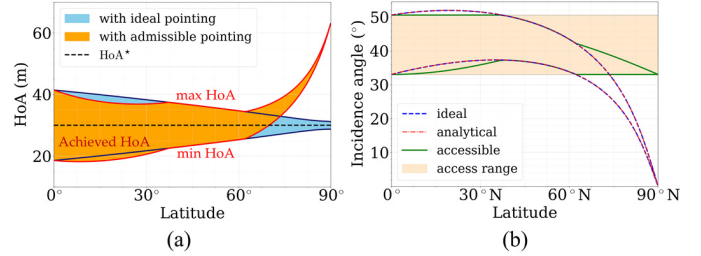 with ideal pointing
with admissible pointing
HoA*
HoA (m)
60
40
20
max HoA
Achieved HoA
min HoA
0° 30° 60° 90°
Latitude
(a)
Incidence angle (°)
50
40
30
20
10
ideal
analytical
accessible
access range
0° 30°N 60°N 90°N
Latitude
(b)